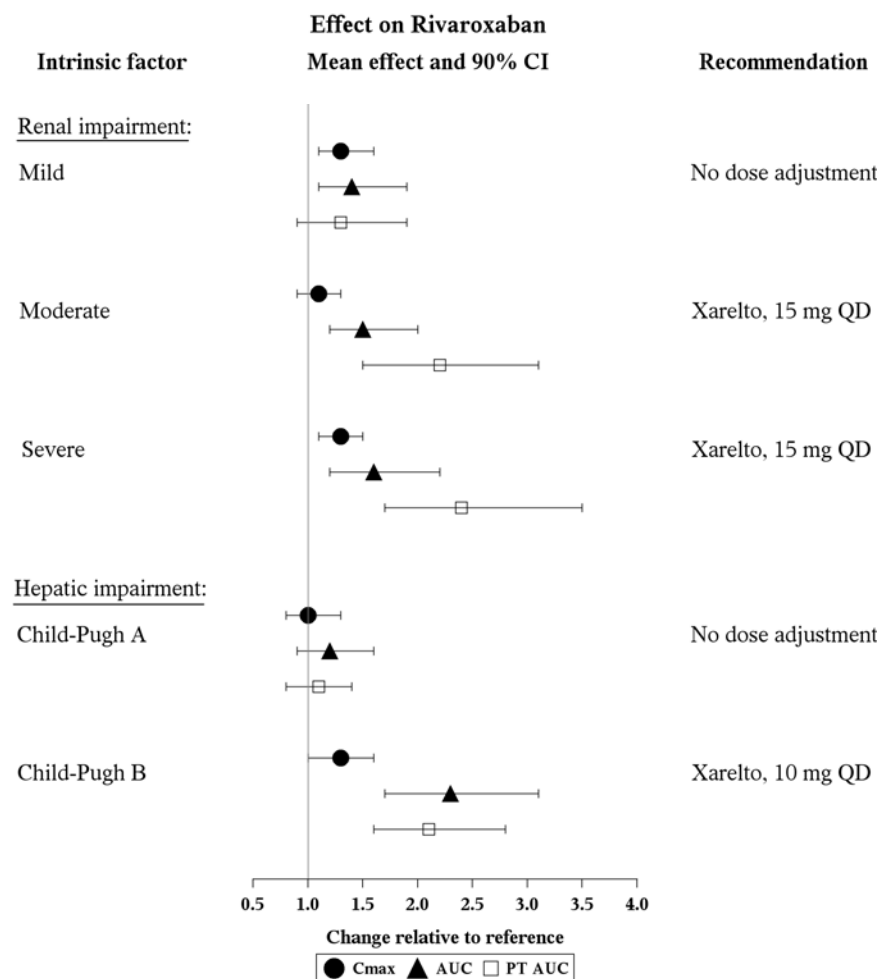 Effect on Rivaroxaban
Intrinsic factor Mean effect and 90% CI Recommendation
Renal impairment:
Mild No dose adjustment
Moderate Xarelto, 15 mg QD
Severe Xarelto, 15 mg QD
Hepatic impairment:
Child-Pugh A No dose adjustment
Child-Pugh B Xarelto, 10 mg QD
0.5 1.0 1.5 2.0 2.5 3.0 3.5 4.0
Change relative to reference
Cmax AUC PT AUC